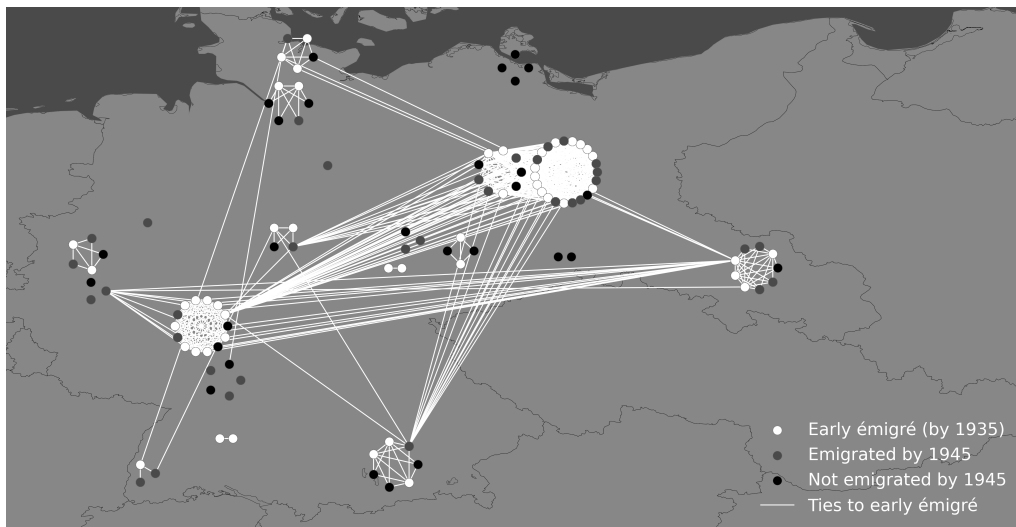 Early émigré (by 1935)
Emigrated by 1945
Not emigrated by 1945
Ties to early émigré